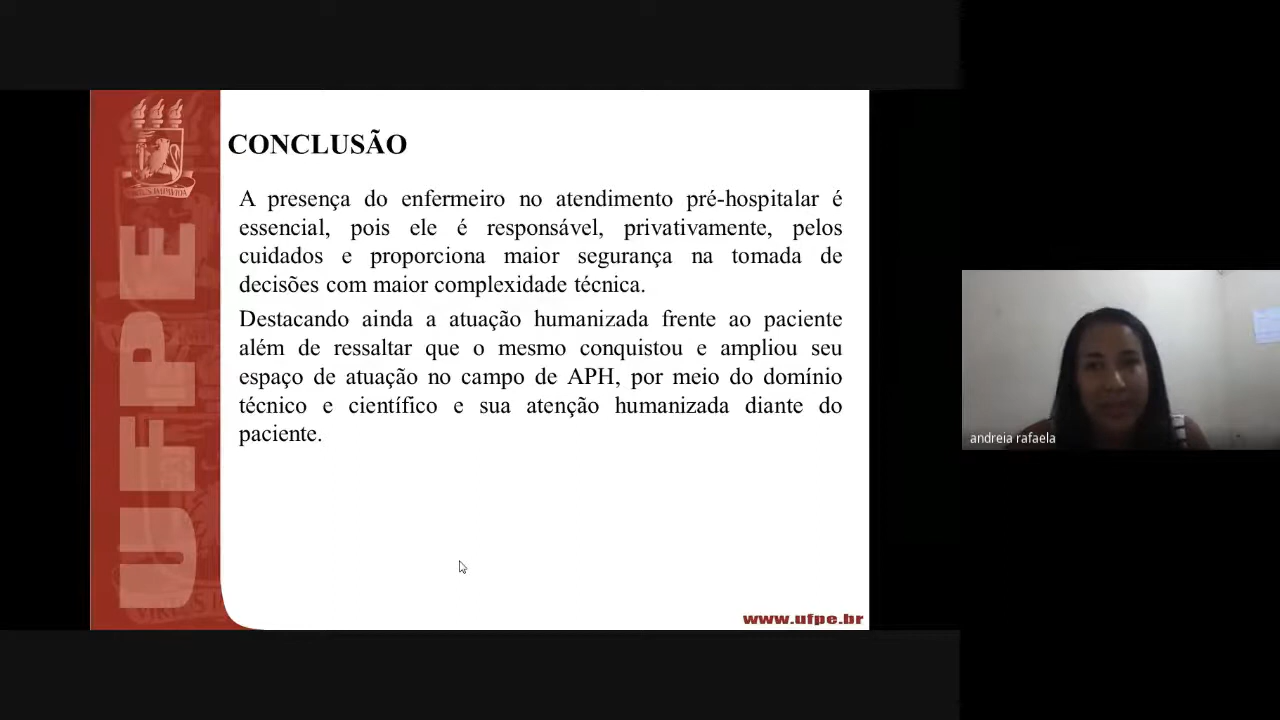 CONCLUSÃO
A presença do enfermeiro no atendimento pré-hospitalar é
essencial, pois ele é responsável, privativamente, pelos
cuidados e proporciona maior segurança na tomada de
decisões com maior complexidade técnica.
Destacando ainda a atuação humanizada frente ao paciente
além de ressaltar que o mesmo conquistou e ampliou seu
espaço de atuação no campo de APH, por meio do domínio
técnico e científico e sua atenção humanizada diante do
paciente.
UFPE
www.ufpe.br
andreia rafaela